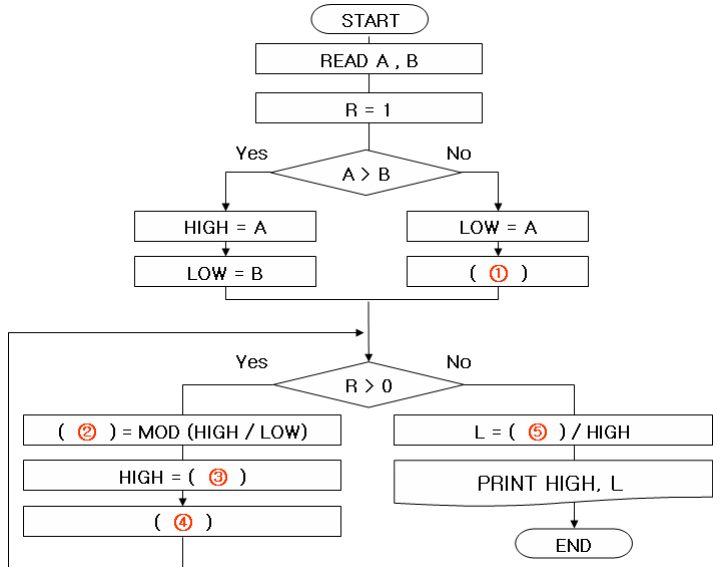 START
READ A , B
R = 1
Yes
No
A > B
HIGH = A
LOW = A
LOW = B
( ① )
Yes
No
R > 0
( ② ) = MOD (HIGH / LOW)
L = ( ⑤ ) / HIGH
HIGH = ( ③ )
PRINT HIGH, L
( ④ )
END